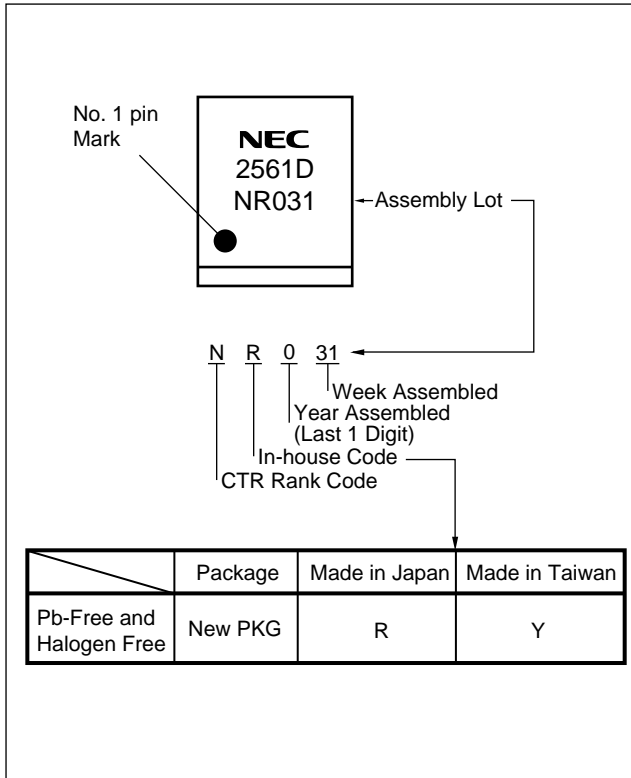 No. 1 pin
Mark
NEC
2561D
NR031
Assembly Lot
N R 0 31
Week Assembled
Year Assembled
(Last 1 Digit)
In-house Code
CTR Rank Code
Package Made in Japan Made in Taiwan
Pb-Free and
Halogen Free New PKG R Y